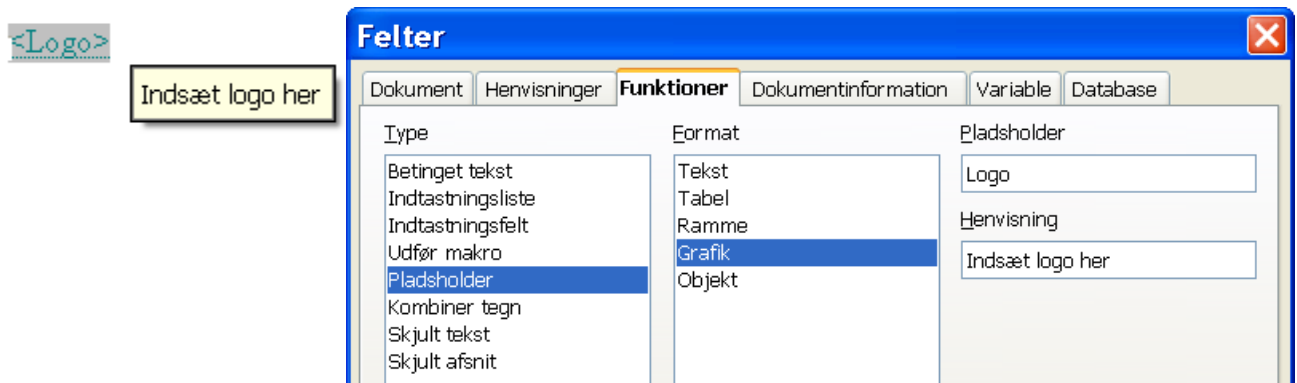 <Logo>
Indsæt logo her
Felter
Dokument Henvisninger Funktioner Dokumentinformation Variable Database
Type
Betinget tekst
Indtastningsliste
Indtastningsfelt
Udfør makro
Pladsholder
Kombiner tegn
Skjult tekst
Skjult afsnit
Format
Tekst
Tabel
Ramme
Grafik
Objekt
Pladsholder
Logo
Henvisning
Indsæt logo her